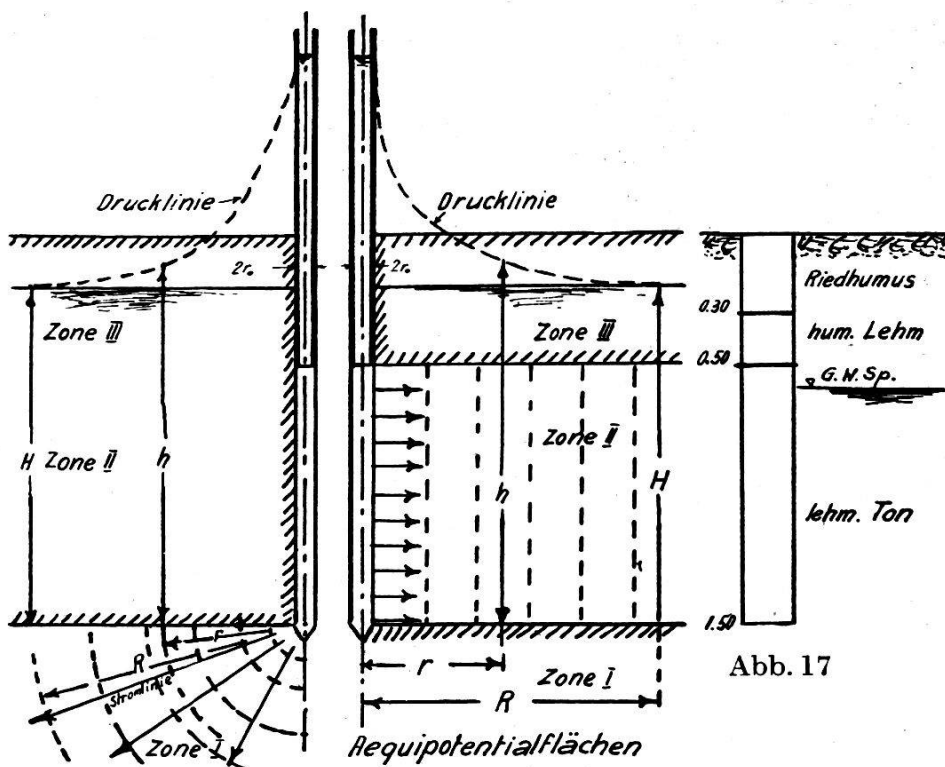 Drucklinie
Drucklinie
2r₀
2r₀
Riedhumus
0.30
Zone III
Zone III
hum. Lehm
0.50
G.W.Sp.
H
Zone II
h
h
Zone II
H
lehm. Ton
1.50
r
R
Stromlinie
Zone I
r
R
Zone I
Abb. 17
Aequipotentialflächen